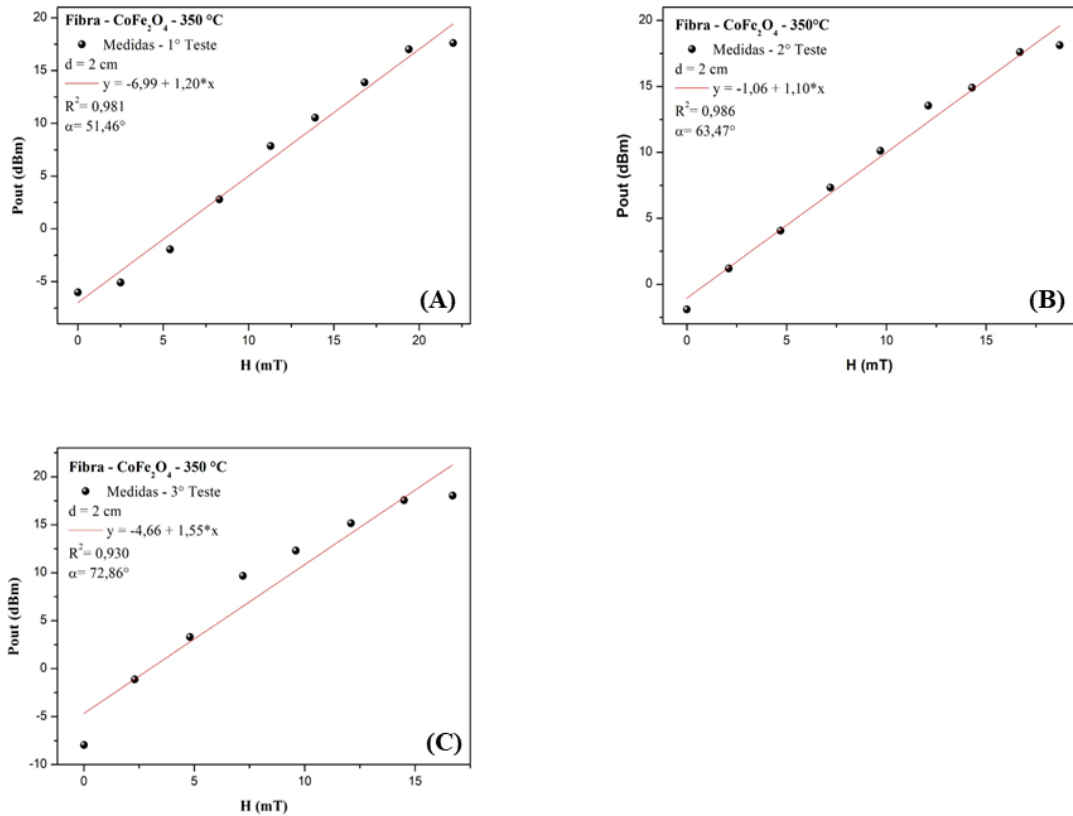 Fibra - CoFe₂O₄ - 350 °C
Medidas - 1° Teste
d = 2 cm
y = -6,99 + 1,20*x
R²= 0,981
α= 51,46°
20
15
10
5
0
-5
Pout (dBm)
0 5 10 15 20
H (mT)
(A)
Fibra - CoFe₂O₄ - 350°C
Medidas - 2° Teste
d = 2 cm
y = -1,06 + 1,10*x
R²= 0,986
α= 63,47°
20
15
10
5
0
Pout (dBm)
0 5 10 15
H (mT)
(B)
Fibra - CoFe₂O₄ - 350 °C
Medidas - 3° Teste
d = 2 cm
y = -4,66 + 1,55*x
R²= 0,930
α= 72,86°
20
15
10
5
0
-5
-10
Pout (dBm)
0 5 10 15
H (mT)
(C)